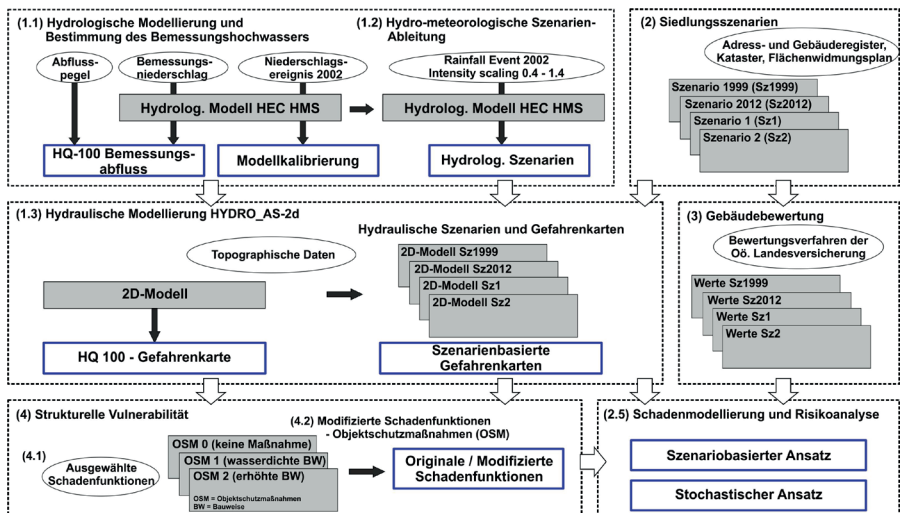 (1.1) Hydrologische Modellierung und
Bestimmung des Bemessungshochwassers
Abfluss-
pegel
Bemessungs-
niederschlag
Niederschlags-
ereignis 2002
Hydrolog. Modell HEC HMS
HQ-100 Bemessungs-
abfluss
Modellkalibrierung
(1.2) Hydro-meteorologische Szenarien-
Ableitung
Rainfall Event 2002
Intensity scaling 0.4 - 1.4
Hydrolog. Modell HEC HMS
Hydrolog. Szenarien
(2) Siedlungsszenarien
Adress- und Gebäuderegister,
Kataster, Flächenwidmungsplan
Szenario 1999 (Sz1999)
Szenario 2012 (Sz2012)
Szenario 1 (Sz1)
Szenario 2 (Sz2)
(1.3) Hydraulische Modellierung HYDRO_AS-2d
Topographische Daten
2D-Modell
HQ 100 - Gefahrenkarte
Hydraulische Szenarien und Gefahrenkarten
2D-Modell Sz1999
2D-Modell Sz2012
2D-Modell Sz1
2D-Modell Sz2
Szenarienbasierte
Gefahrenkarten
(3) Gebäudebewertung
Bewertungsverfahren der
Oö. Landesversicherung
Werte Sz1999
Werte Sz2012
Werte Sz1
Werte Sz2
(4) Strukturelle Vulnerabilität
(4.1)
Ausgewählte
Schadenfunktionen
OSM 0 (keine Maßnahme)
OSM 1 (wasserdichte BW)
OSM 2 (erhöhte BW)
OSM = Objektschutzmaßnahmen
BW = Bauweise
(4.2) Modifizierte Schadenfunktionen
- Objektschutzmaßnahmen (OSM)
Originale / Modifizierte
Schadenfunktionen
(2.5) Schadenmodellierung und Risikoanalyse
Szenariobasierter Ansatz
Stochastischer Ansatz